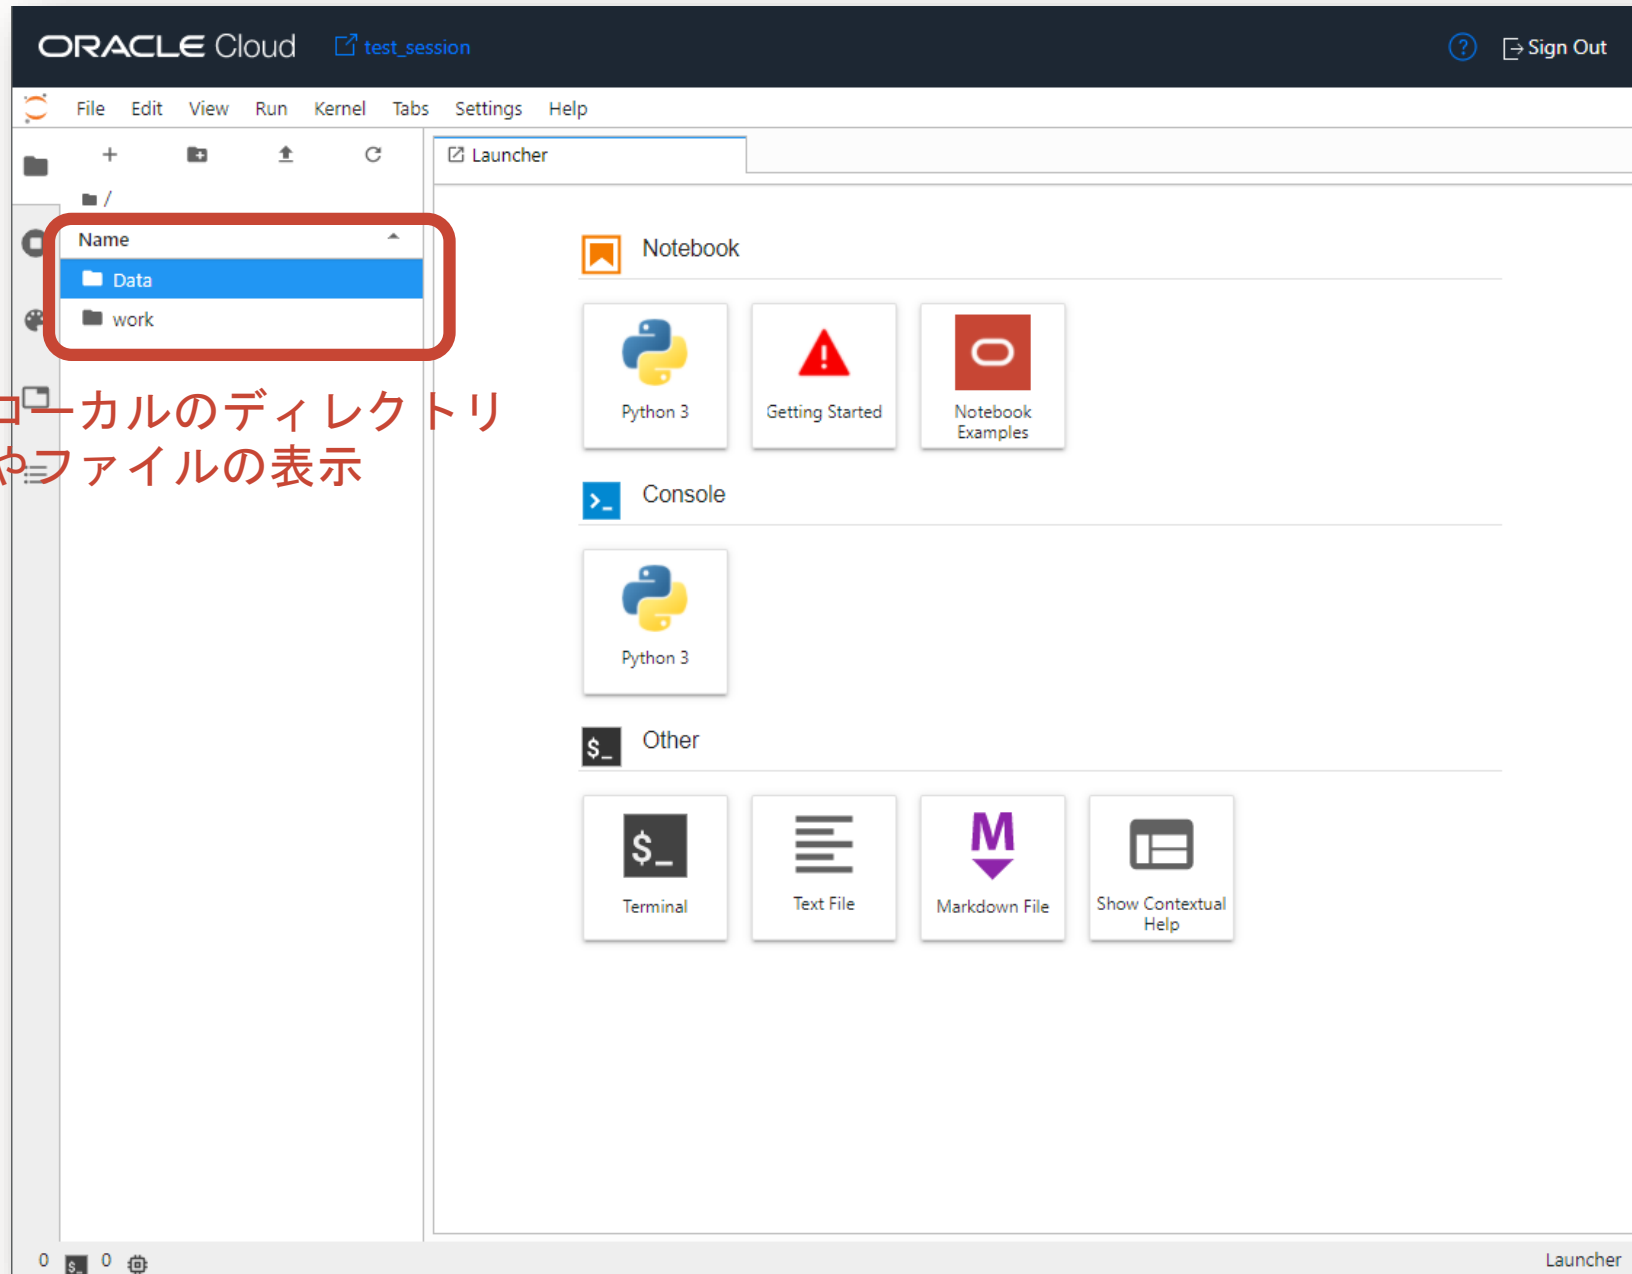 ORACLE Cloud test_session ? Sign Out
File Edit View Run Kernel Tabs Settings Help
Launcher
/
Name
Data
work
ローカルのディレクトリ
やファイルの表示
Notebook
Python 3
Getting Started
Notebook
Examples
Console
Python 3
Other
$_
Terminal
Text File
Markdown File
Show Contextual
Help
0 $_ 0
Launcher